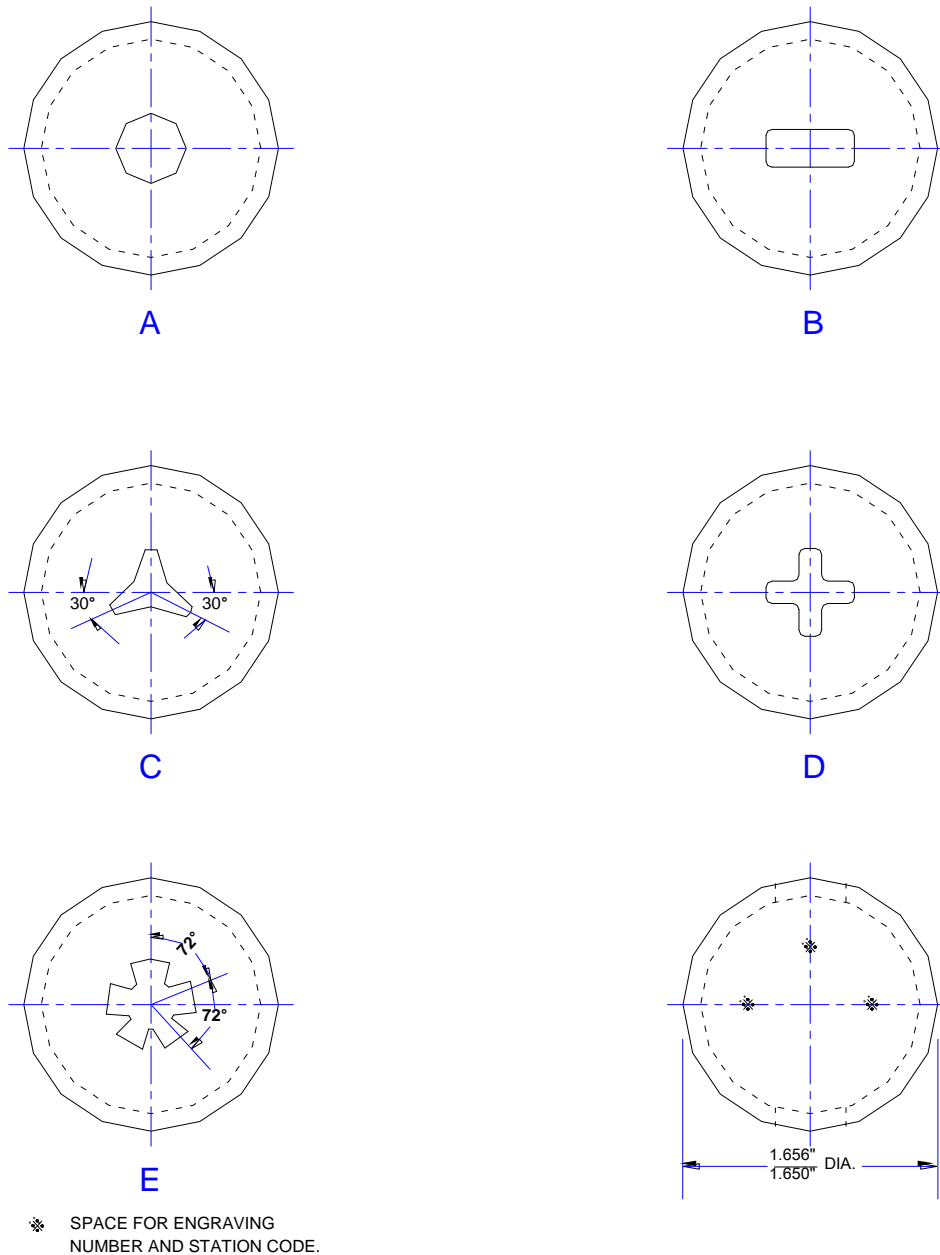 A
B
30°
30°
C
D
72°
72°
E
1.656"
1.650"
DIA.
SPACE FOR ENGRAVING
NUMBER AND STATION CODE.